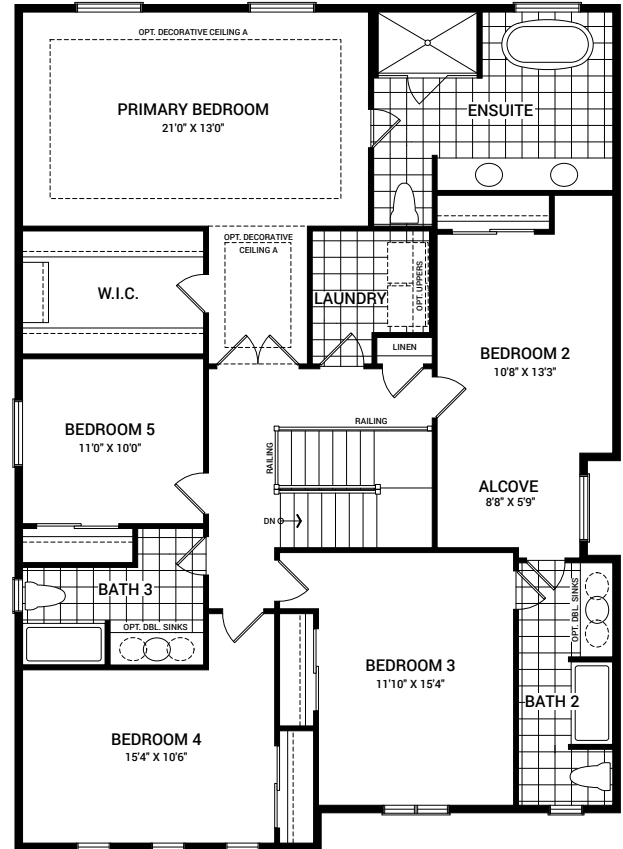 OPT. DECORATIVE CEILING A
PRIMARY BEDROOM
21'0" X 13'0"
ENSUITE
OPT. DECORATIVE
CEILING A
W.I.C.
LAUNDRY
OPT. UPPERS
LINEN
BEDROOM 2
10'8" X 13'3"
BEDROOM 5
11'0" X 10'0"
RAILING
RAILING
ALCOVE
8'8" X 5'9"
DN
BATH 3
OPT. DBL. SINKS
OPT. DBL. SINKS
BEDROOM 3
11'10" X 15'4"
BATH 2
BEDROOM 4
15'4" X 10'6"